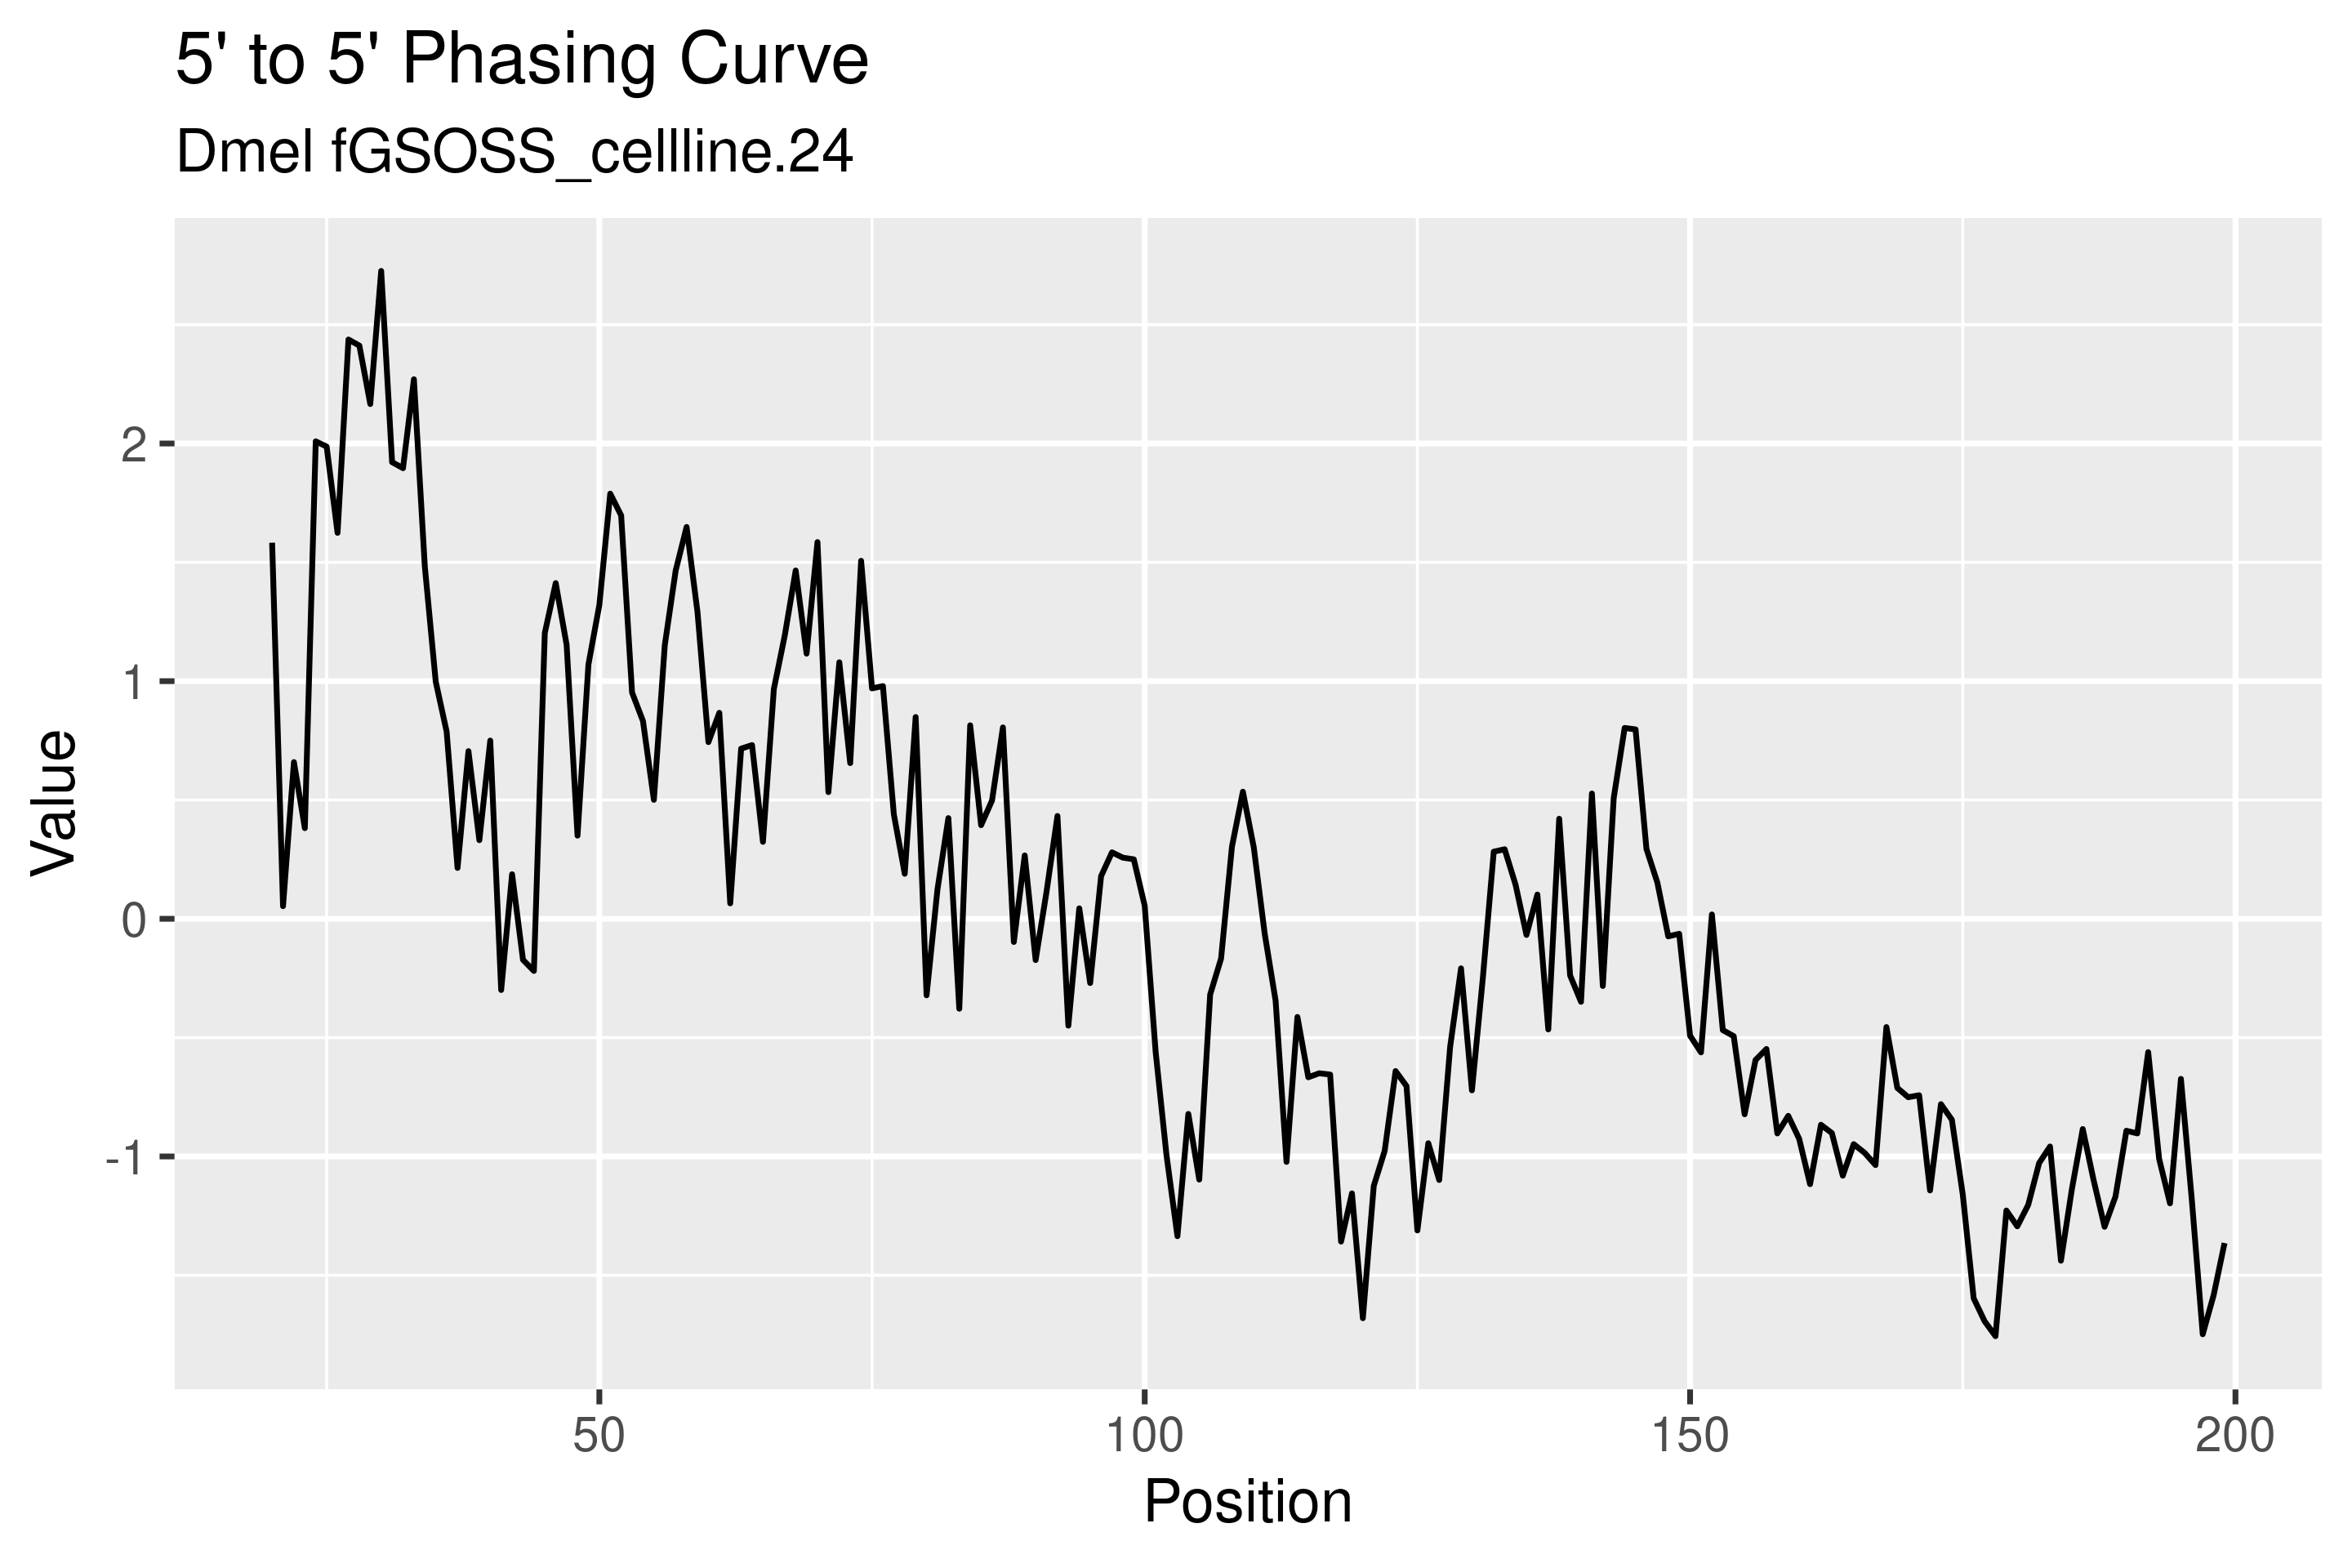 5' to 5' Phasing Curve
Dmel fGSOSS_cellline.24
Value
2
1
0
-1
50 100 150 200
Position